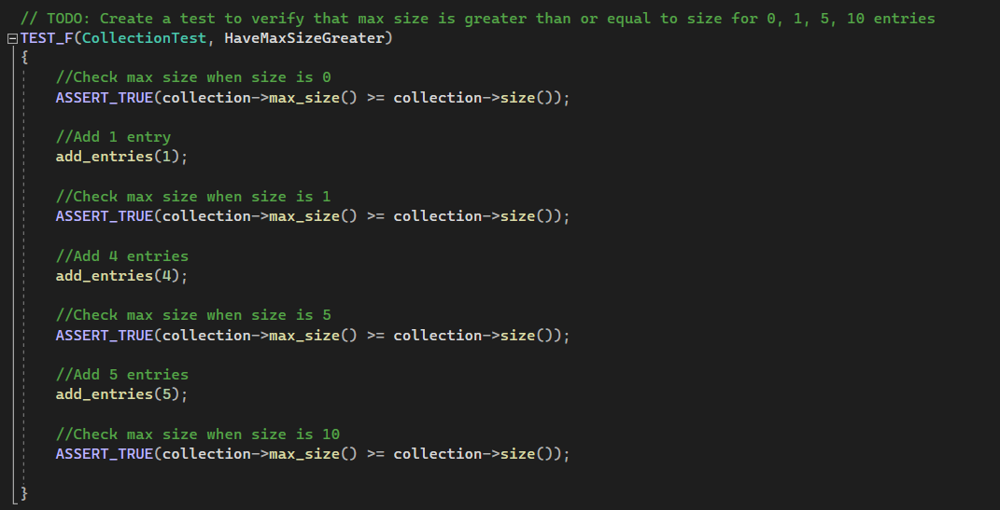 // TODO: Create a test to verify that max size is greater than or equal to size for 0, 1, 5, 10 entries
TEST_F(CollectionTest, HaveMaxSizeGreater)
{
    //Check max size when size is 0
    ASSERT_TRUE(collection->max_size() >= collection->size());

    //Add 1 entry
    add_entries(1);

    //Check max size when size is 1
    ASSERT_TRUE(collection->max_size() >= collection->size());

    //Add 4 entries
    add_entries(4);

    //Check max size when size is 5
    ASSERT_TRUE(collection->max_size() >= collection->size());

    //Add 5 entries
    add_entries(5);

    //Check max size when size is 10
    ASSERT_TRUE(collection->max_size() >= collection->size());

}